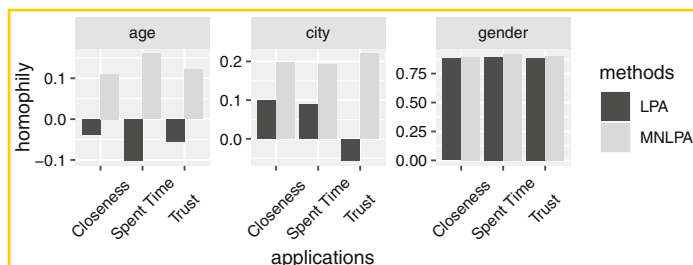 age
city
gender
homophily
0.1
0.0
−0.1
0.2
0.1
0.0
0.75
0.50
0.25
0.00
Closeness
Spent Time
Trust
Closeness
Spent Time
Trust
Closeness
Spent Time
Trust
applications
methods
LPA
MNLPA